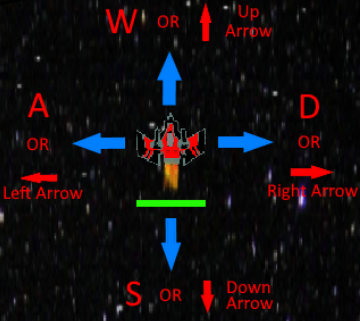 W OR Up
Arrow
A
OR
Left Arrow
D
OR
Right Arrow
S OR Down
Arrow